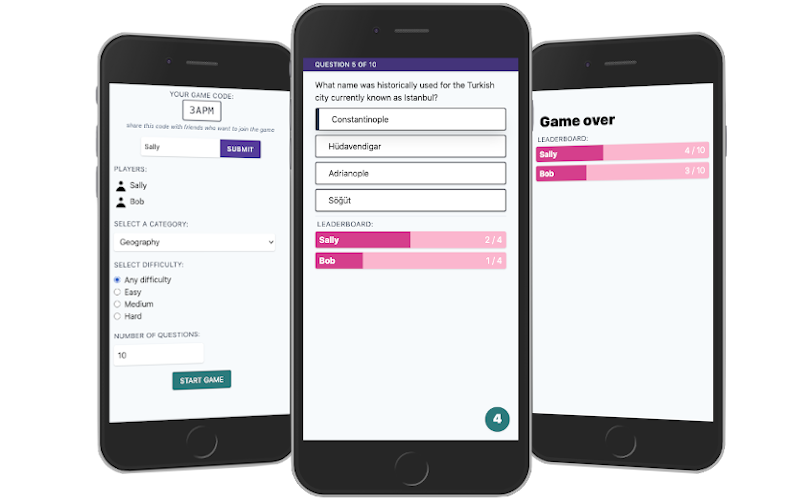 YOUR GAME CODE:
3APM
share this code with friends who want to join the game
Sally
SUBMIT
PLAYERS:
Sally
Bob
SELECT A CATEGORY:
Geography
SELECT DIFFICULTY:
Any difficulty
Easy
Medium
Hard
NUMBER OF QUESTIONS:
10
START GAME
QUESTION 5 OF 10
What name was historically used for the Turkish
city currently known as Istanbul?
Constantinople
Hüdavendigar
Adrianople
Söğüt
LEADERBOARD:
Sally 2 / 4
Bob 1 / 4
4
Game over
LEADERBOARD:
Sally 4 / 10
Bob 3 / 10